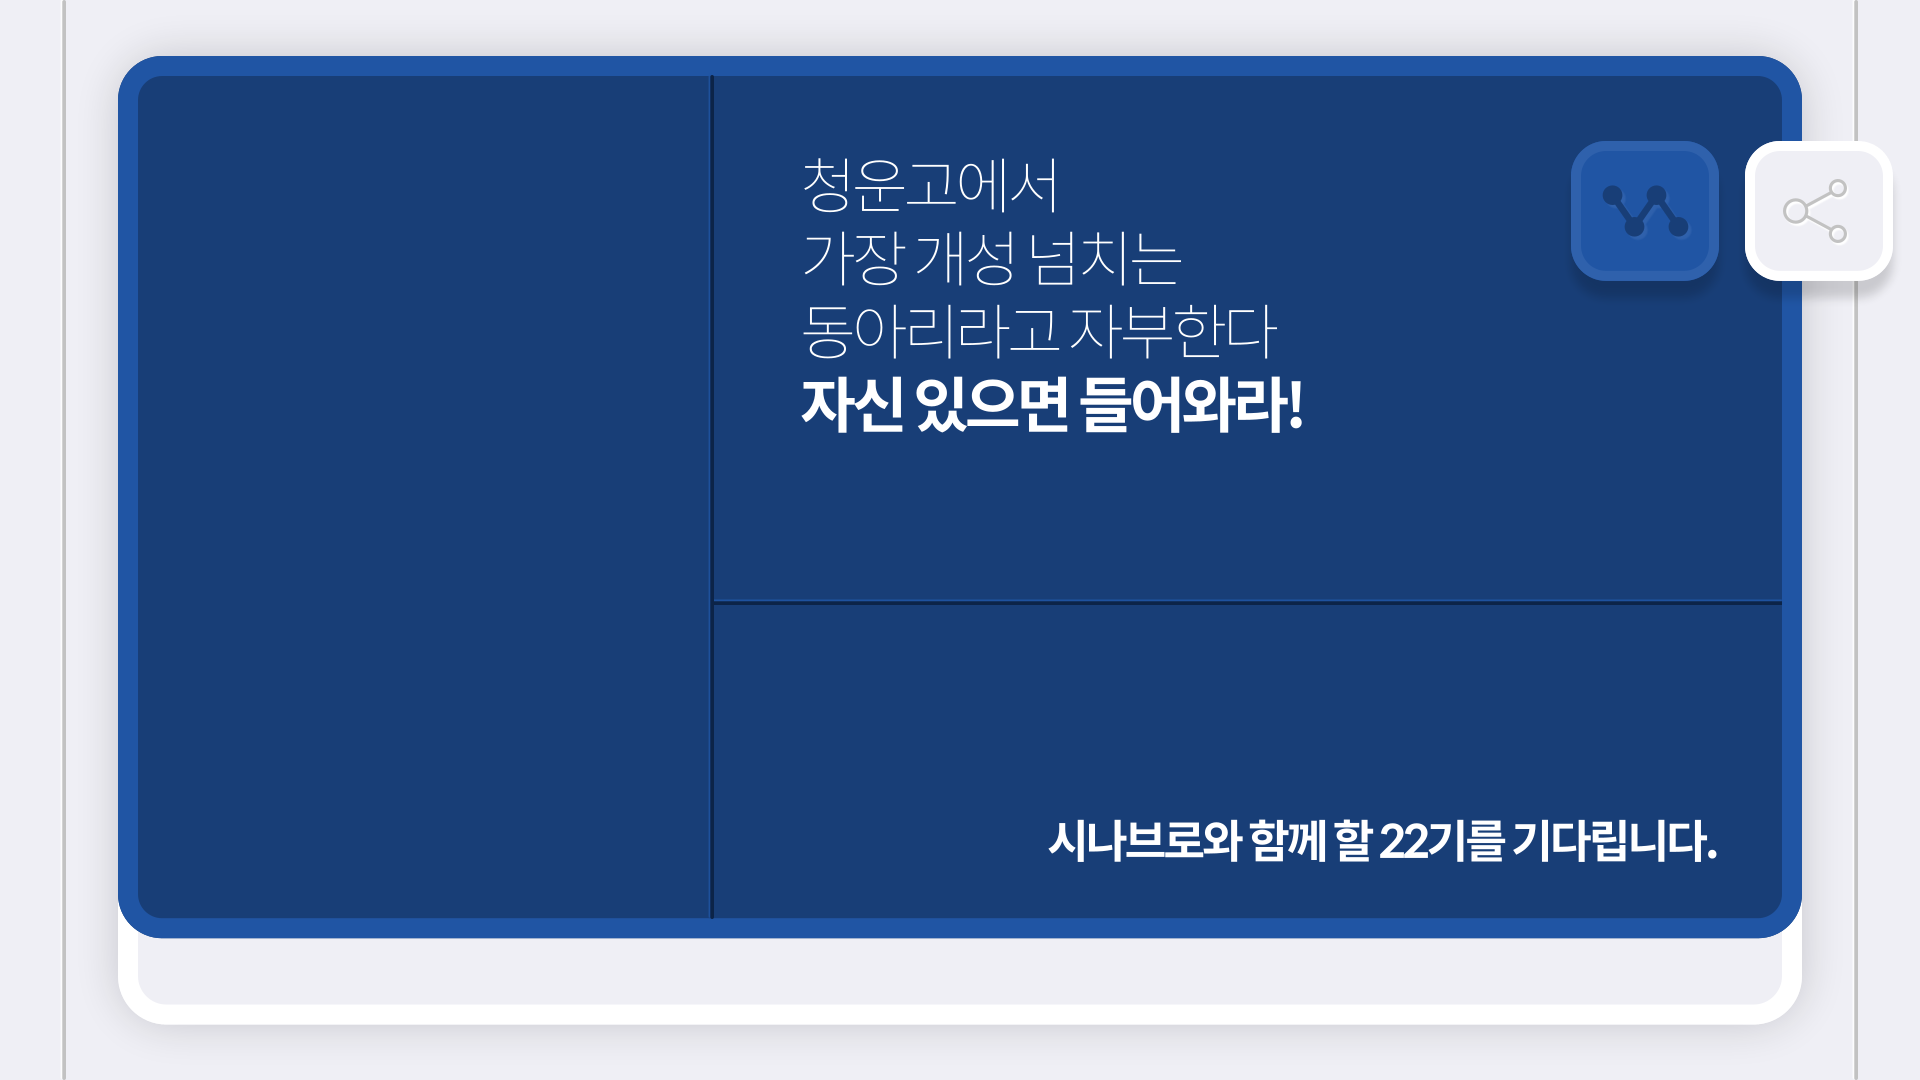 청운고에서
가장 개성 넘치는
동아리라고 자부한다
자신 있으면 들어와라!
시나브로와 함께 할 22기를 기다립니다.